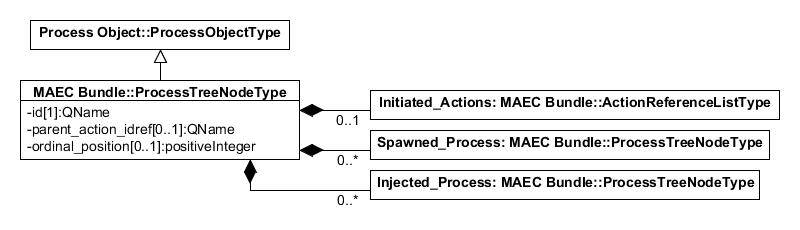 Process Object::ProcessObjectType
MAEC Bundle::ProcessTreeNodeType
-id[1]:QName
-parent_action_idref[0..1]:QName
-ordinal_position[0..1]:positiveInteger
Initiated_Actions: MAEC Bundle::ActionReferenceListType
0..1
Spawned_Process: MAEC Bundle::ProcessTreeNodeType
0..*
Injected_Process: MAEC Bundle::ProcessTreeNodeType
0..*